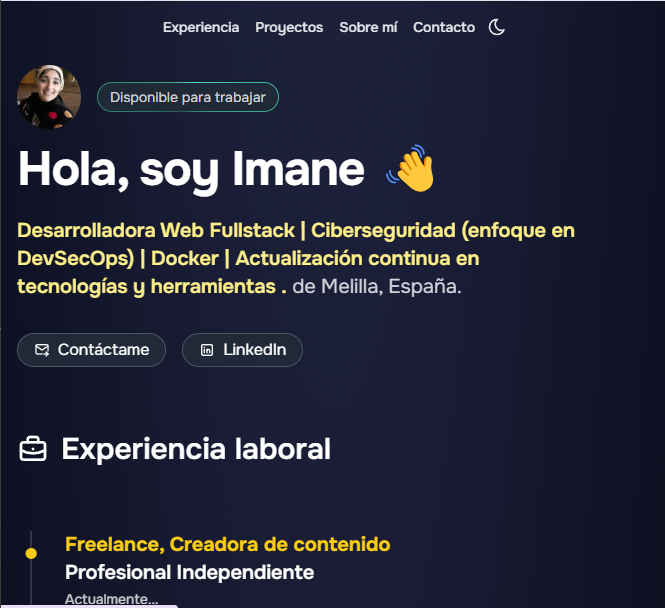 Experiencia Proyectos Sobre mí Contacto
Disponible para trabajar
Hola, soy Imane 👋
Desarrolladora Web Fullstack | Ciberseguridad (enfoque en
DevSecOps) | Docker | Actualización continua en
tecnologías y herramientas . de Melilla, España.
Contáctame LinkedIn
Experiencia laboral
Freelance, Creadora de contenido
Profesional Independiente
Actualmente...